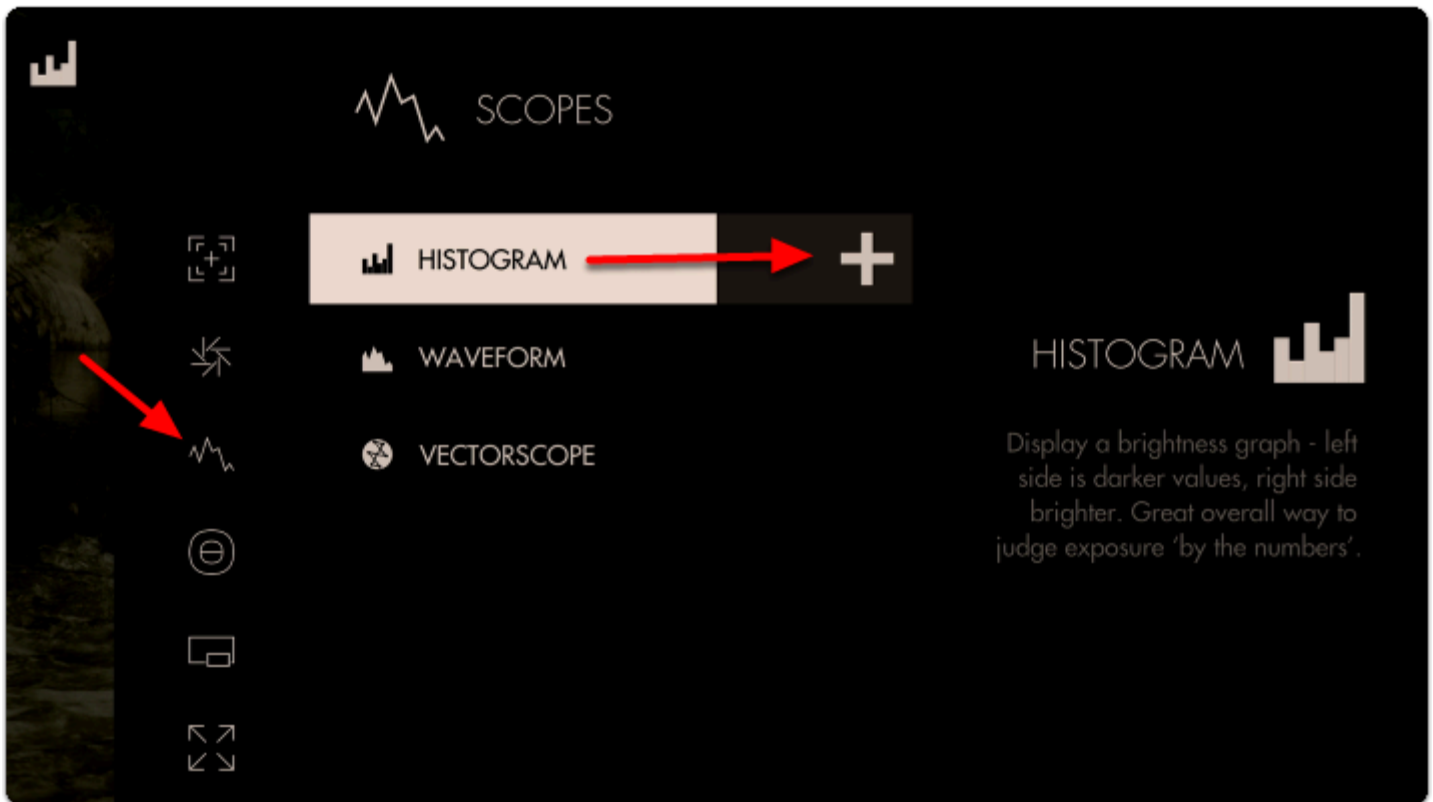 SCOPES
HISTOGRAM
WAVEFORM
VECTORSCOPE
HISTOGRAM
Display a brightness graph - left
side is darker values, right side
brighter. Great overall way to
judge exposure ‘by the numbers’.